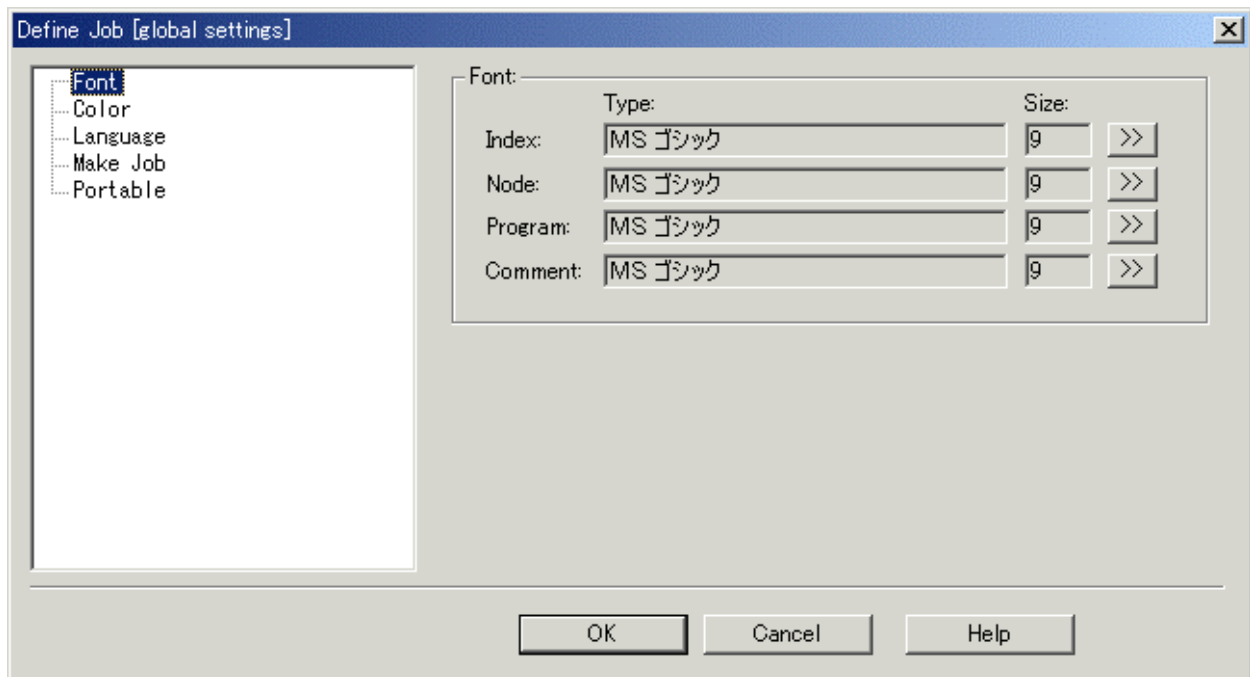 Define Job [global settings]
Font
Color
Language
Make Job
Portable
Font:
Type: Size:
Index: MS ゴシック 9 >>
Node: MS ゴシック 9 >>
Program: MS ゴシック 9 >>
Comment: MS ゴシック 9 >>
OK Cancel Help